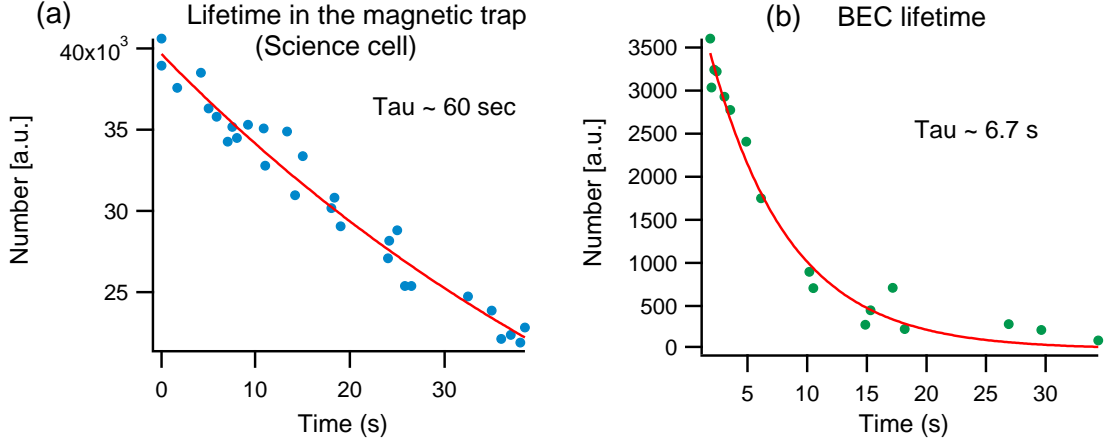 (a)
Lifetime in the magnetic trap
(Science cell)
40x10³
35
30
25
Number [a.u.]
Tau ~ 60 sec
0
10
20
30
Time (s)
(b)
BEC lifetime
3500
3000
2500
2000
1500
1000
500
0
Number [a.u.]
Tau ~ 6.7 s
5
10
15
20
25
30
Time (s)